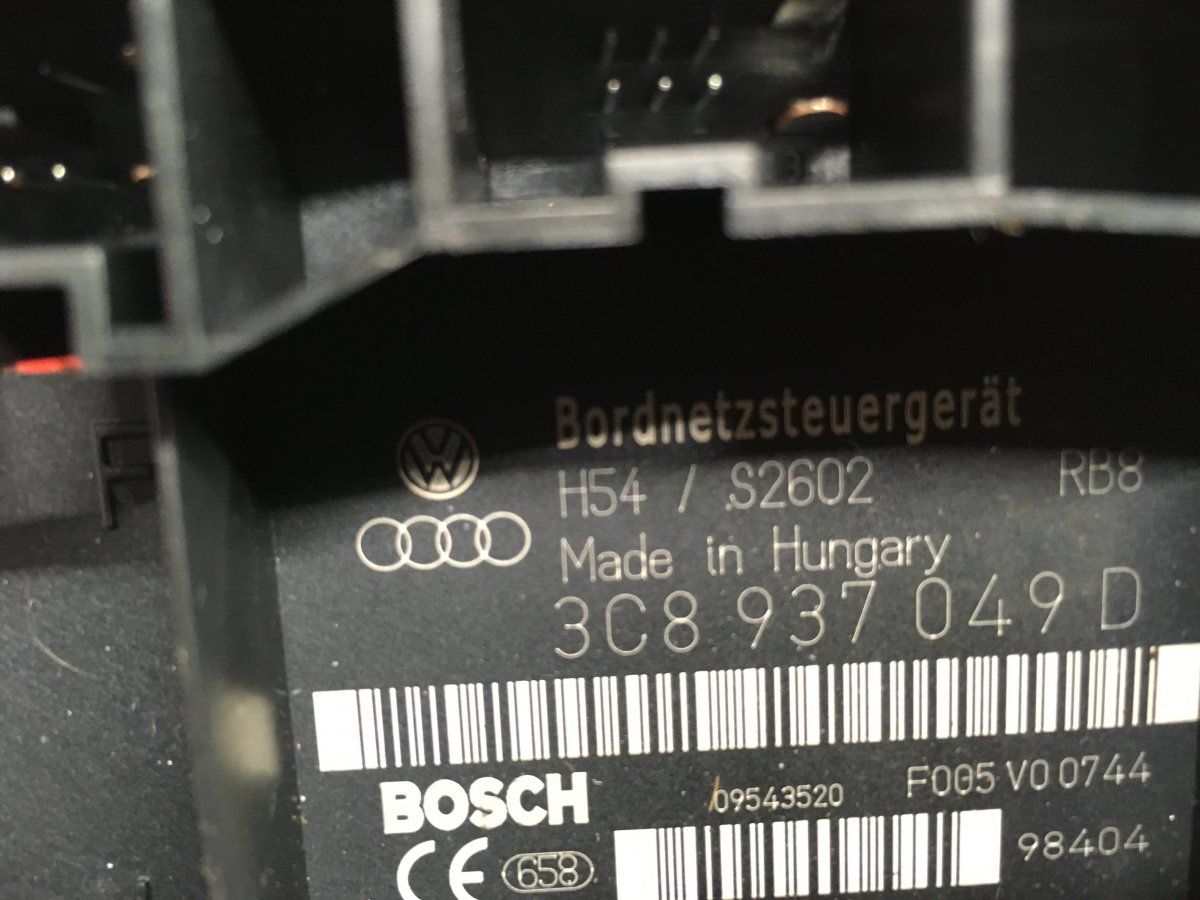 Bordnetzsteuergerät
H54 / S2602 RB8
Made in Hungary
3C8 937 049 D
BOSCH 09543520 F005 V0 0744
CE 658 98404